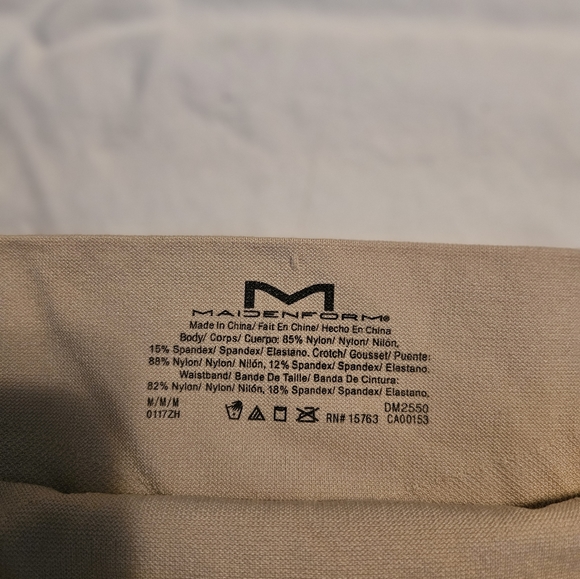 M
MAIDENFORM®
Made In China/ Fait En Chine/ Hecho En China
Body/ Corps/ Cuerpo: 85% Nylon/ Nylon/ Nilón,
15% Spandex/ Spandex/ Elastano. Crotch/ Gousset/ Puente:
88% Nylon/ Nylon/ Nilón, 12% Spandex/ Spandex/ Elastano.
Waistband/ Bande De Taille/ Banda De Cintura:
82% Nylon/ Nylon/ Nilón, 18% Spandex/ Spandex/ Elastano.
M/M/M DM2550
0117ZH RN# 15763 CA00153